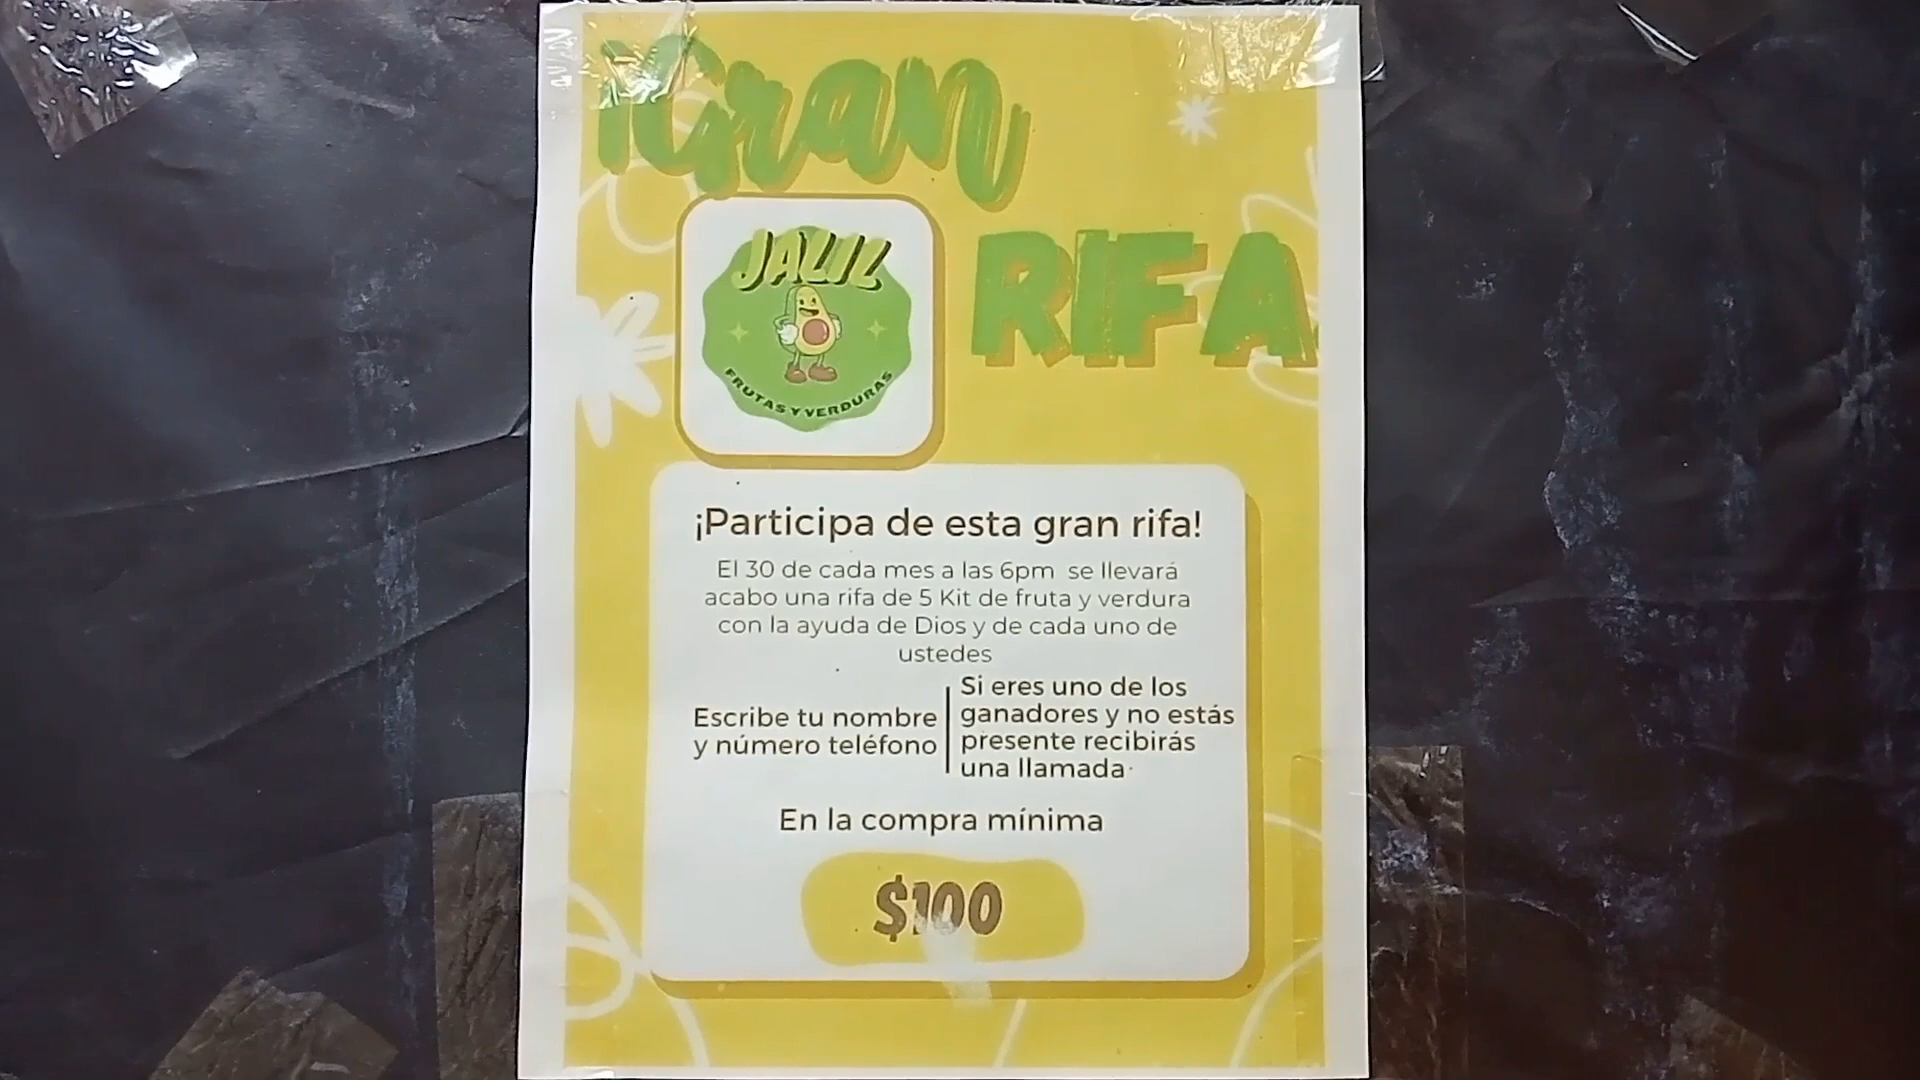 ¡Gran
JALIL
FRUTAS Y VERDURAS
RIFA
¡Participa de esta gran rifa!
El 30 de cada mes a las 6pm se llevará
acabo una rifa de 5 Kit de fruta y verdura
con la ayuda de Dios y de cada uno de
ustedes
Escribe tu nombre
y número teléfono
Si eres uno de los
ganadores y no estás
presente recibirás
una llamada
En la compra mínima
$100